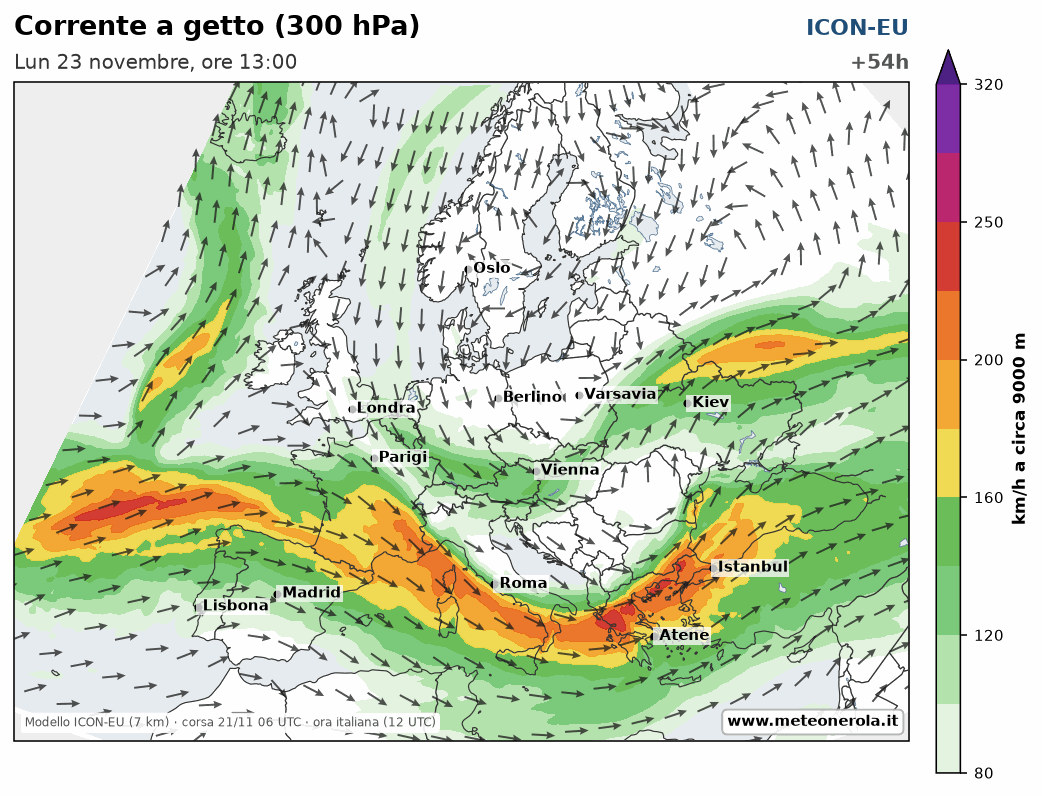 Corrente a getto (300 hPa)
ICON-EU
Lun 23 novembre, ore 13:00
+54h
320
250
200
160
120
80
km/h a circa 9000 m
Oslo
Berlino
Varsavia
Londra
Kiev
Parigi
Vienna
Istanbul
Roma
Madrid
Lisbona
Atene
Modello ICON-EU (7 km) · corsa 21/11 06 UTC · ora italiana (12 UTC)
www.meteonerola.it